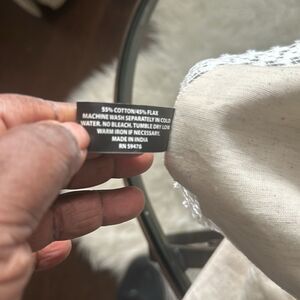 55% COTTON/45% FLAX
MACHINE WASH SEPARATELY IN COLD
WATER. NO BLEACH. TUMBLE DRY LOW
WARM IRON IF NECESSARY.
MADE IN INDIA
RN 59476